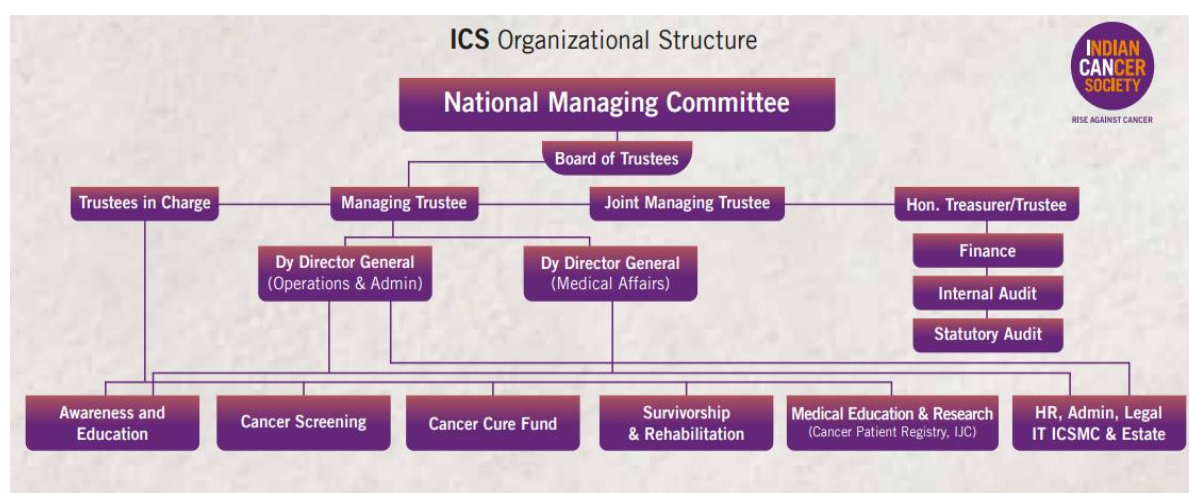 ICS Organizational Structure
INDIAN
CANCER
SOCIETY
RISE AGAINST CANCER
National Managing Committee
Board of Trustees
Trustees in Charge
Managing Trustee
Joint Managing Trustee
Hon. Treasurer/Trustee
Dy Director General
(Operations & Admin)
Dy Director General
(Medical Affairs)
Finance
Internal Audit
Statutory Audit
Awareness and
Education
Cancer Screening
Cancer Cure Fund
Survivorship
& Rehabilitation
Medical Education & Research
(Cancer Patient Registry, IJC)
HR, Admin, Legal
IT ICSMC & Estate